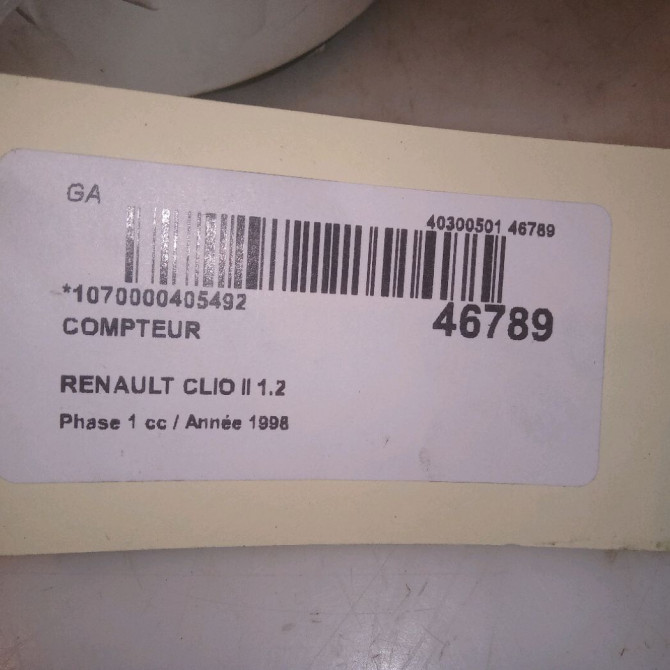 GA
40300501 46789
*1070000405492
46789
COMPTEUR
RENAULT CLIO II 1.2
Phase 1 cc / Année 1998